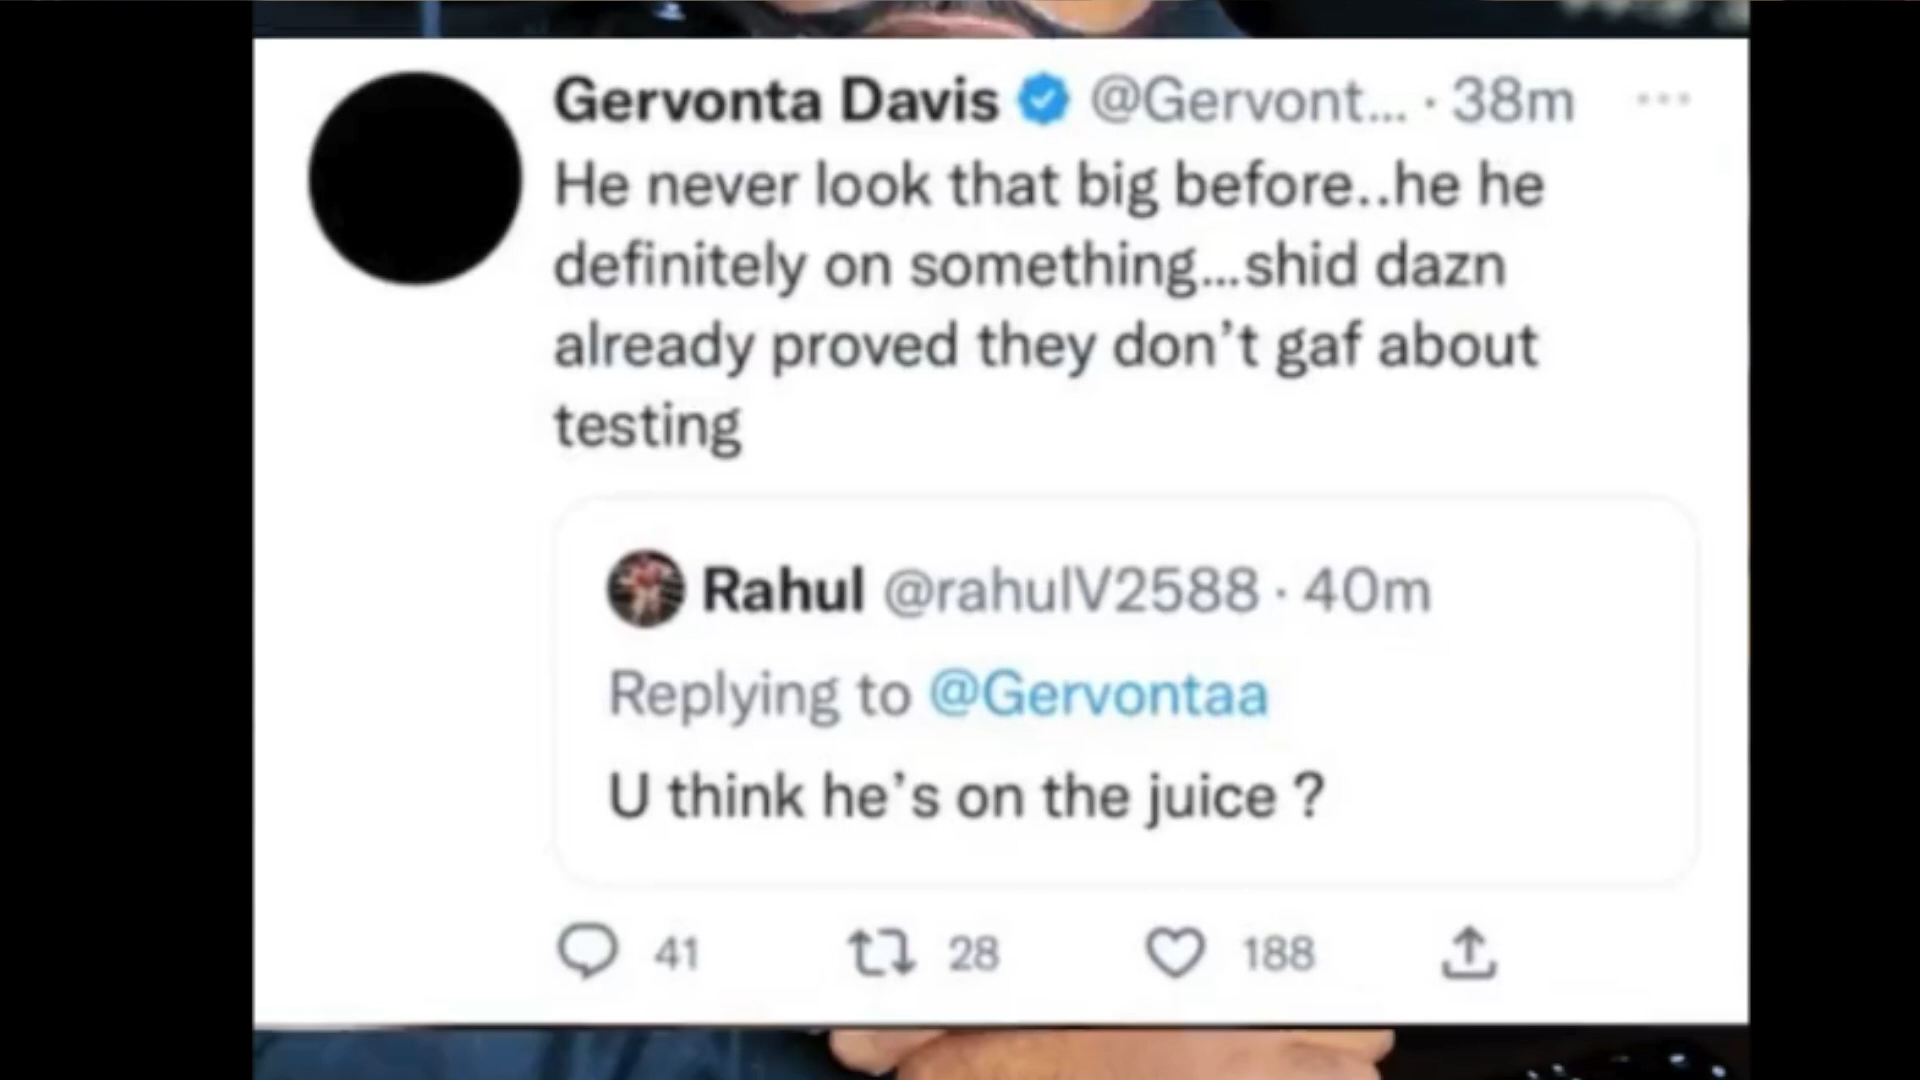 Gervonta Davis @Gervont... · 38m
He never look that big before..he he
definitely on something...shid dazn
already proved they don't gaf about
testing
Rahul @rahulV2588 · 40m
Replying to @Gervontaa
U think he's on the juice ?
41 28 188